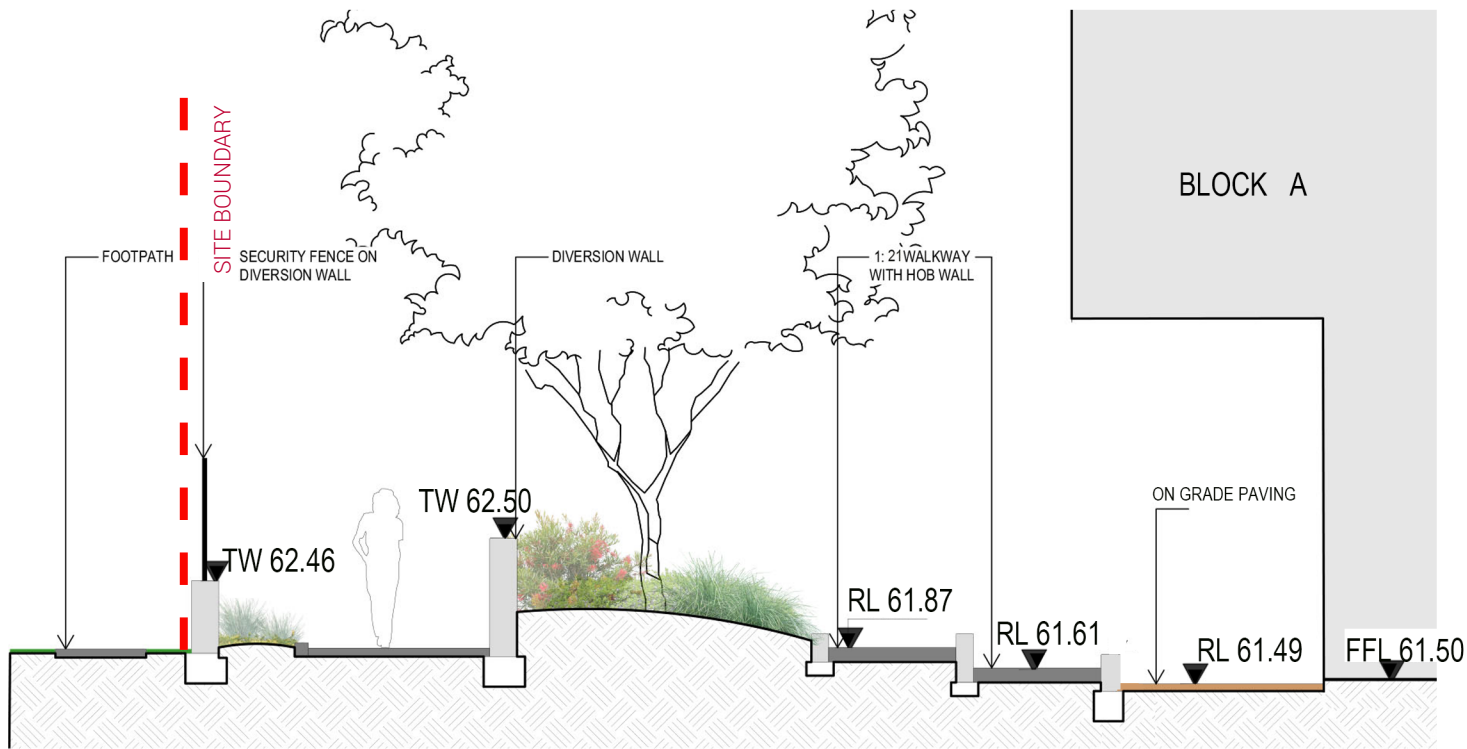 SITE BOUNDARY
BLOCK A
FOOTPATH
SECURITY FENCE ON
DIVERSION WALL
DIVERSION WALL
1: 21WALKWAY
WITH HOB WALL
ON GRADE PAVING
TW 62.50
TW 62.46
RL 61.87
RL 61.61
RL 61.49
FFL 61.50